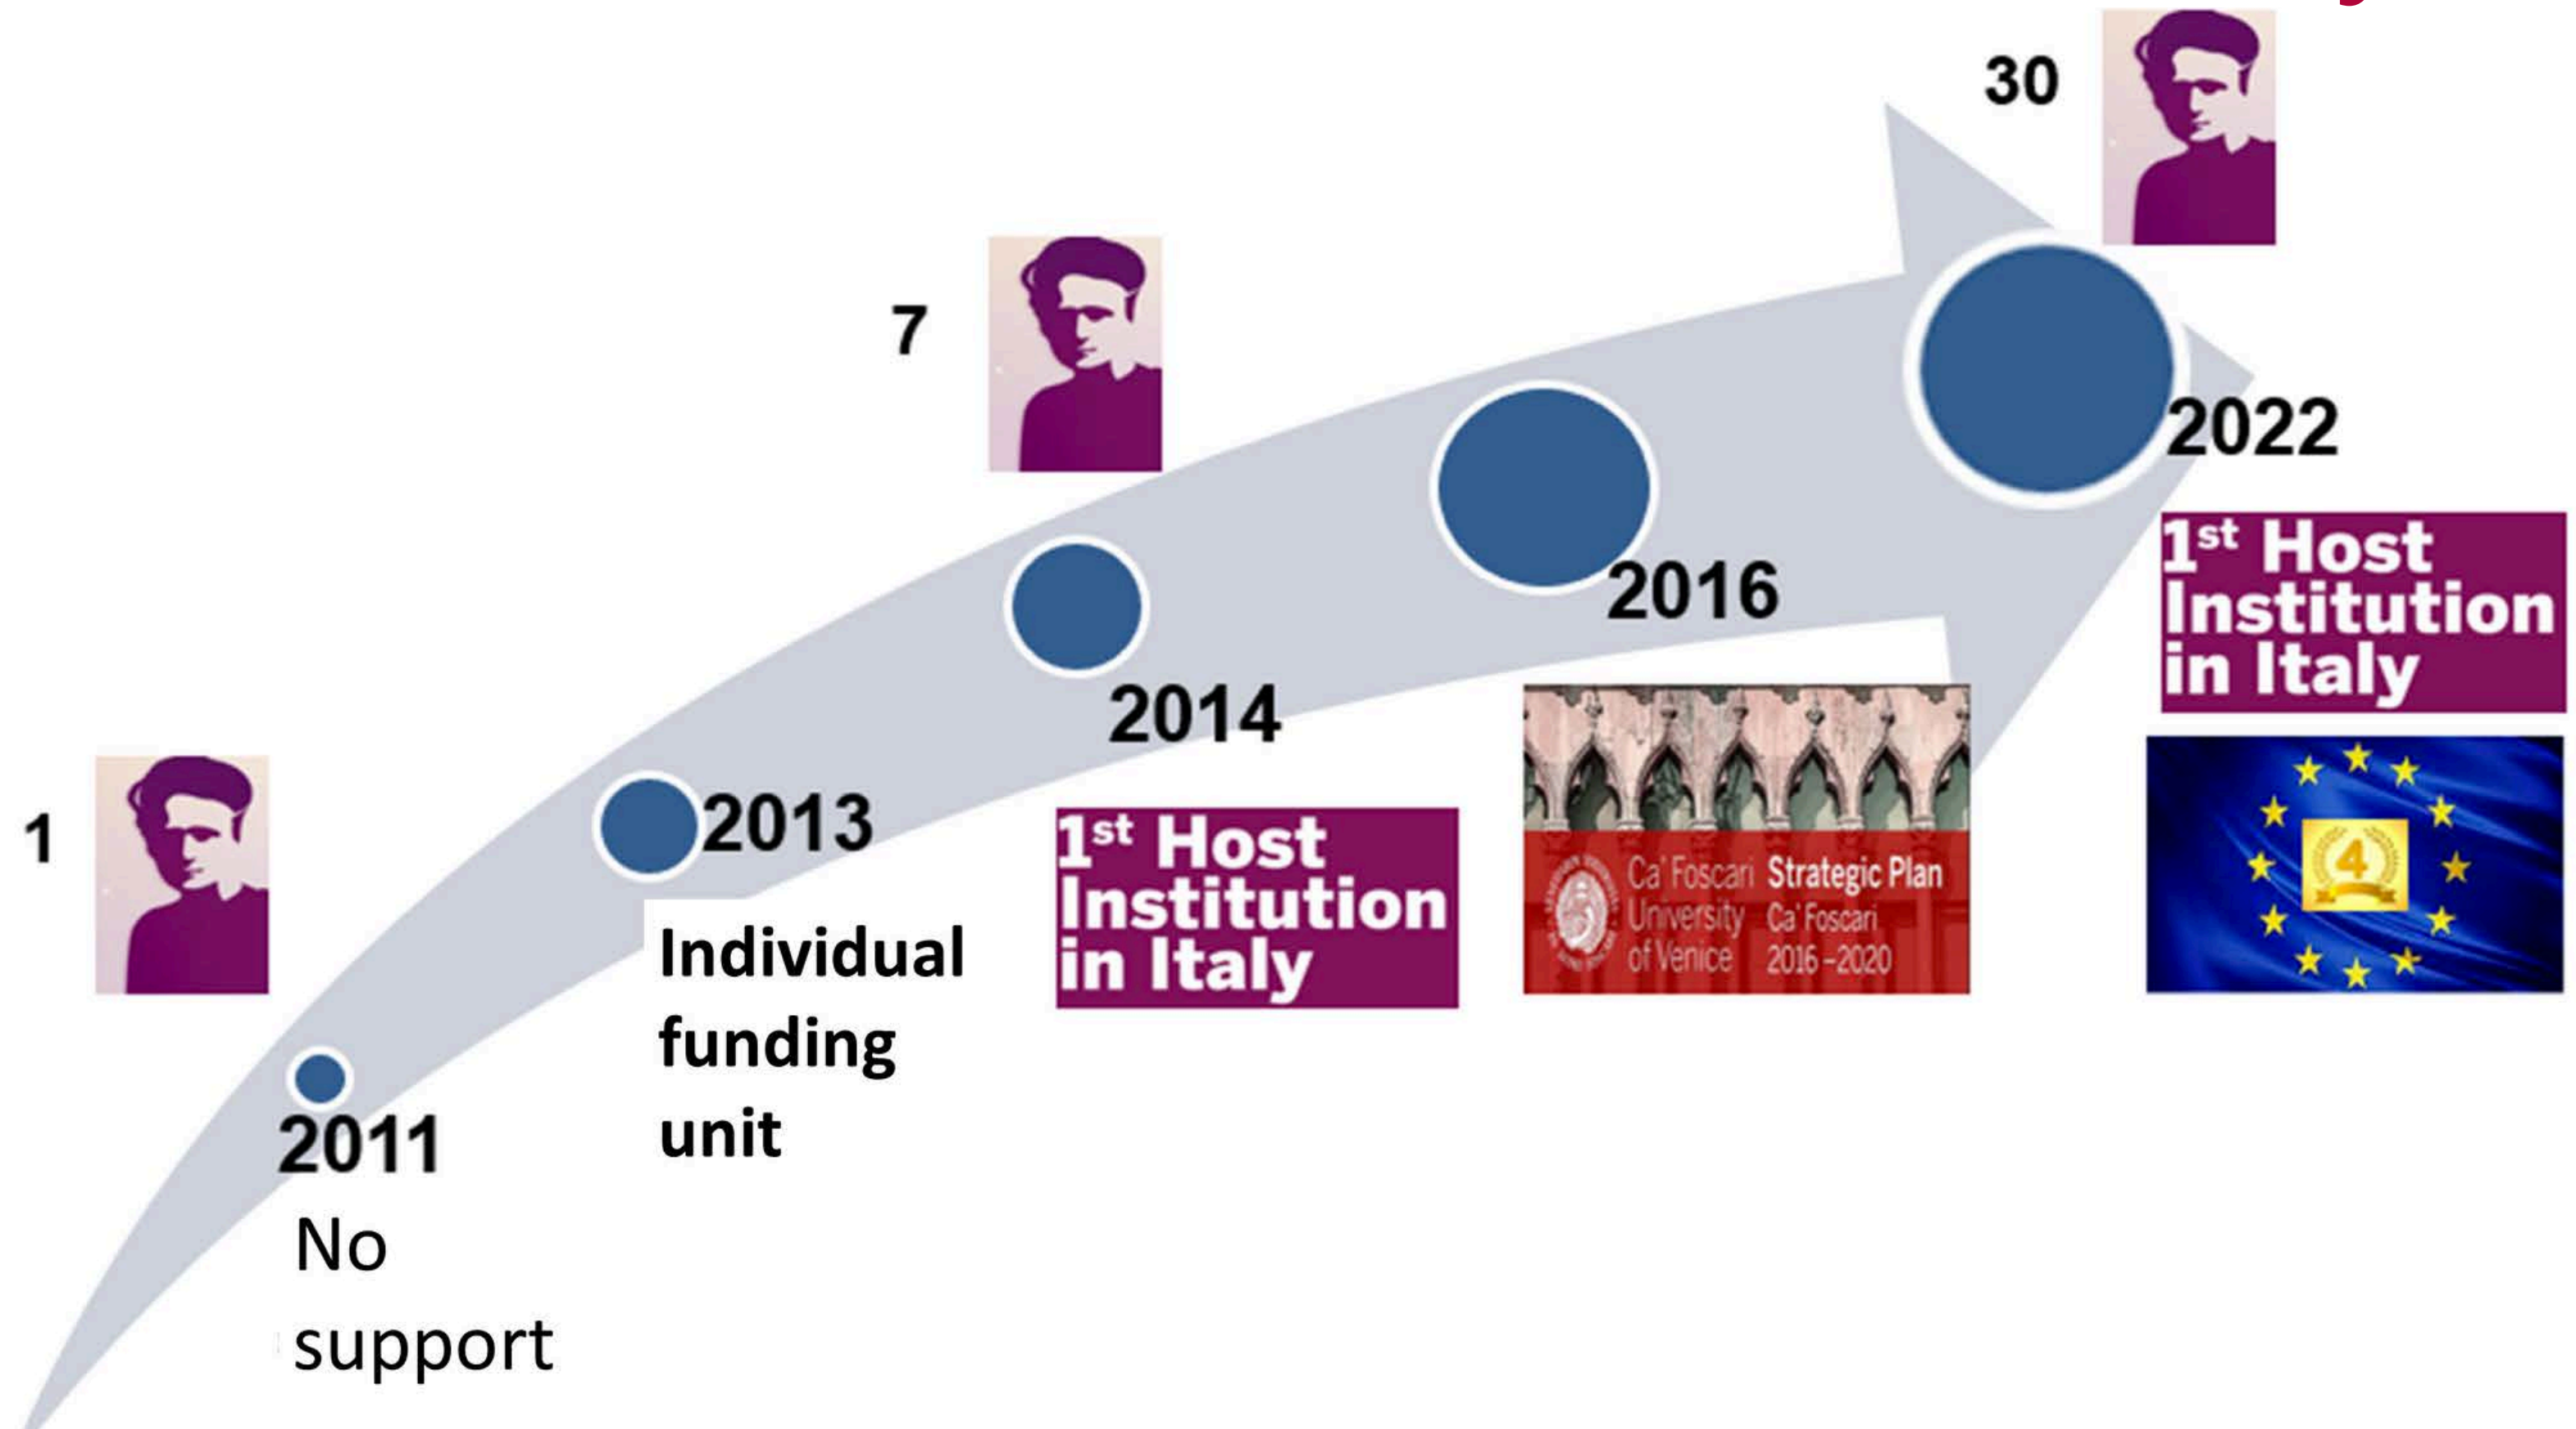 30
7
2022
1st Host
Institution
in Italy
2016
2014
1
2013
1st Host
Institution
in Italy
Ca' Foscari
University
of Venice
Strategic Plan
Ca' Foscari
2016–2020
4
Individual
funding
unit
2011
No
support